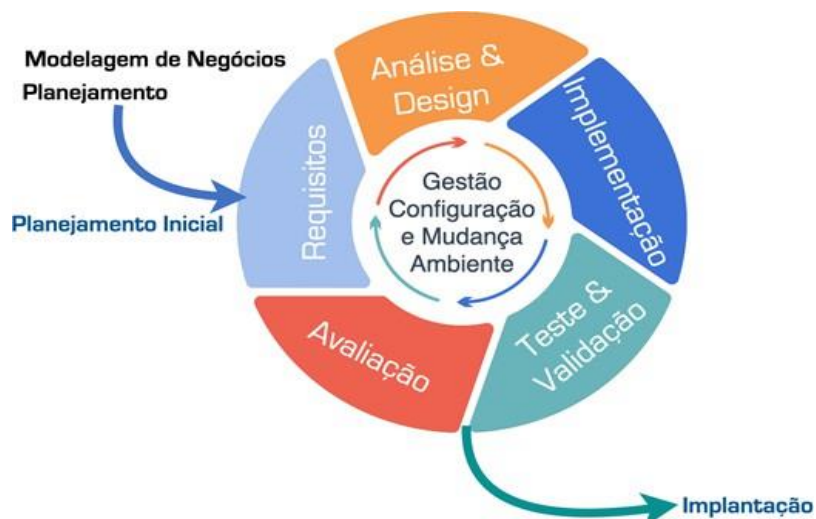 Modelagem de Negócios
Planejamento
Planejamento Inicial
Requisitos
Análise &
Design
Implementação
Teste &
Validação
Avaliação
Gestão
Configuração
e Mudança
Ambiente
Implantação